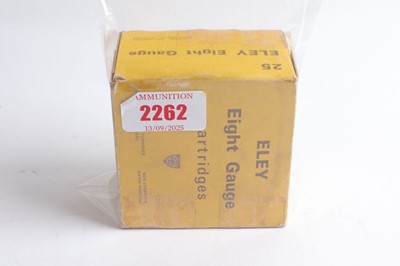 25 ELEY Eight Gauge
AMMUNITION
2262
13/09/2025
ELEY
Eight Gauge
artridges